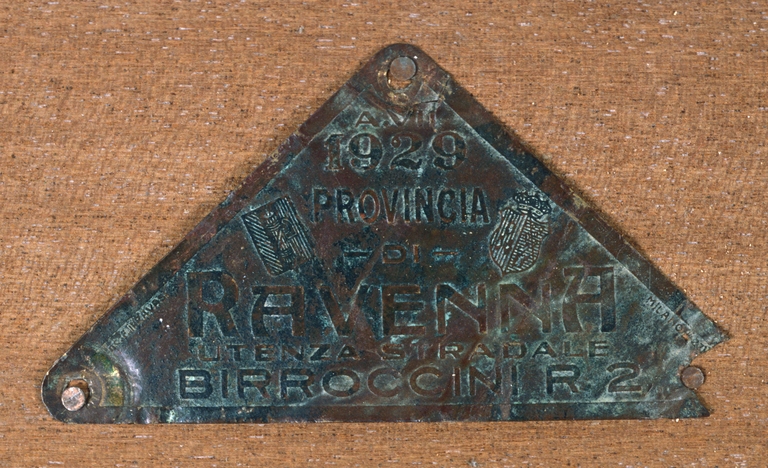 A. VII
1929
PROVINCIA
- DI -
RAVENNA
UTENZA STRADALE
BIRROCCINI R. 2